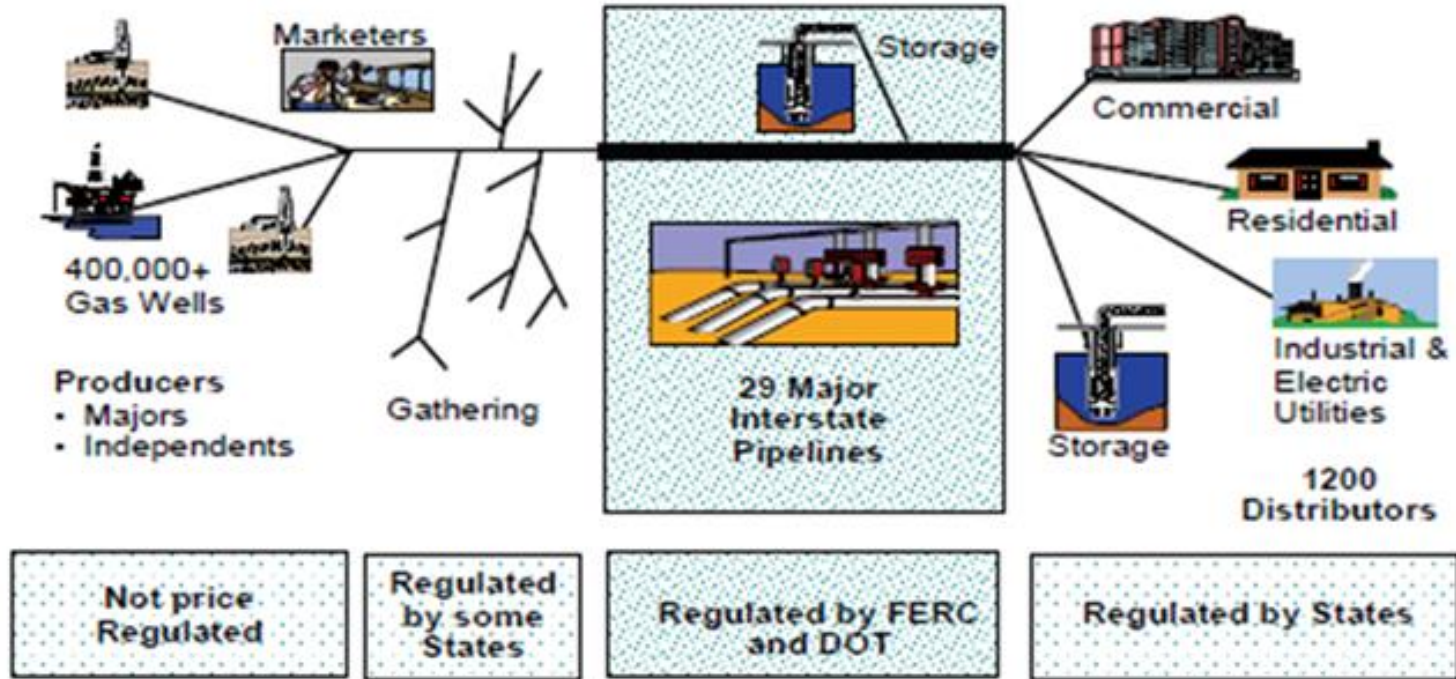 Marketers
Storage
Commercial
Residential
400,000+
Gas Wells
Producers
• Majors
• Independents
Gathering
29 Major
Interstate
Pipelines
Storage
Industrial &
Electric
Utilities
1200
Distributors
Not price
Regulated
Regulated
by some
States
Regulated by FERC
and DOT
Regulated by States